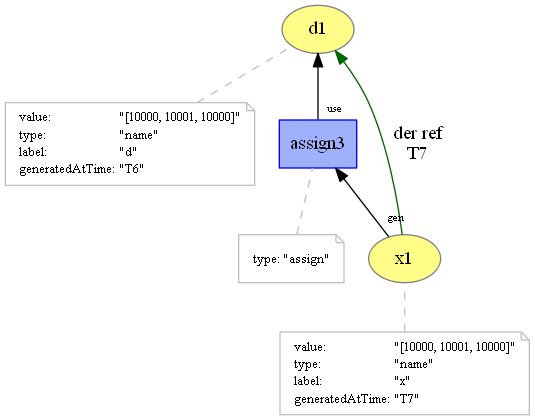 d1
use
value: "[10000, 10001, 10000]"
type: "name"
label: "d"
generatedAtTime: "T6"
assign3
der ref
T7
gen
type: "assign"
x1
value: "[10000, 10001, 10000]"
type: "name"
label: "x"
generatedAtTime: "T7"